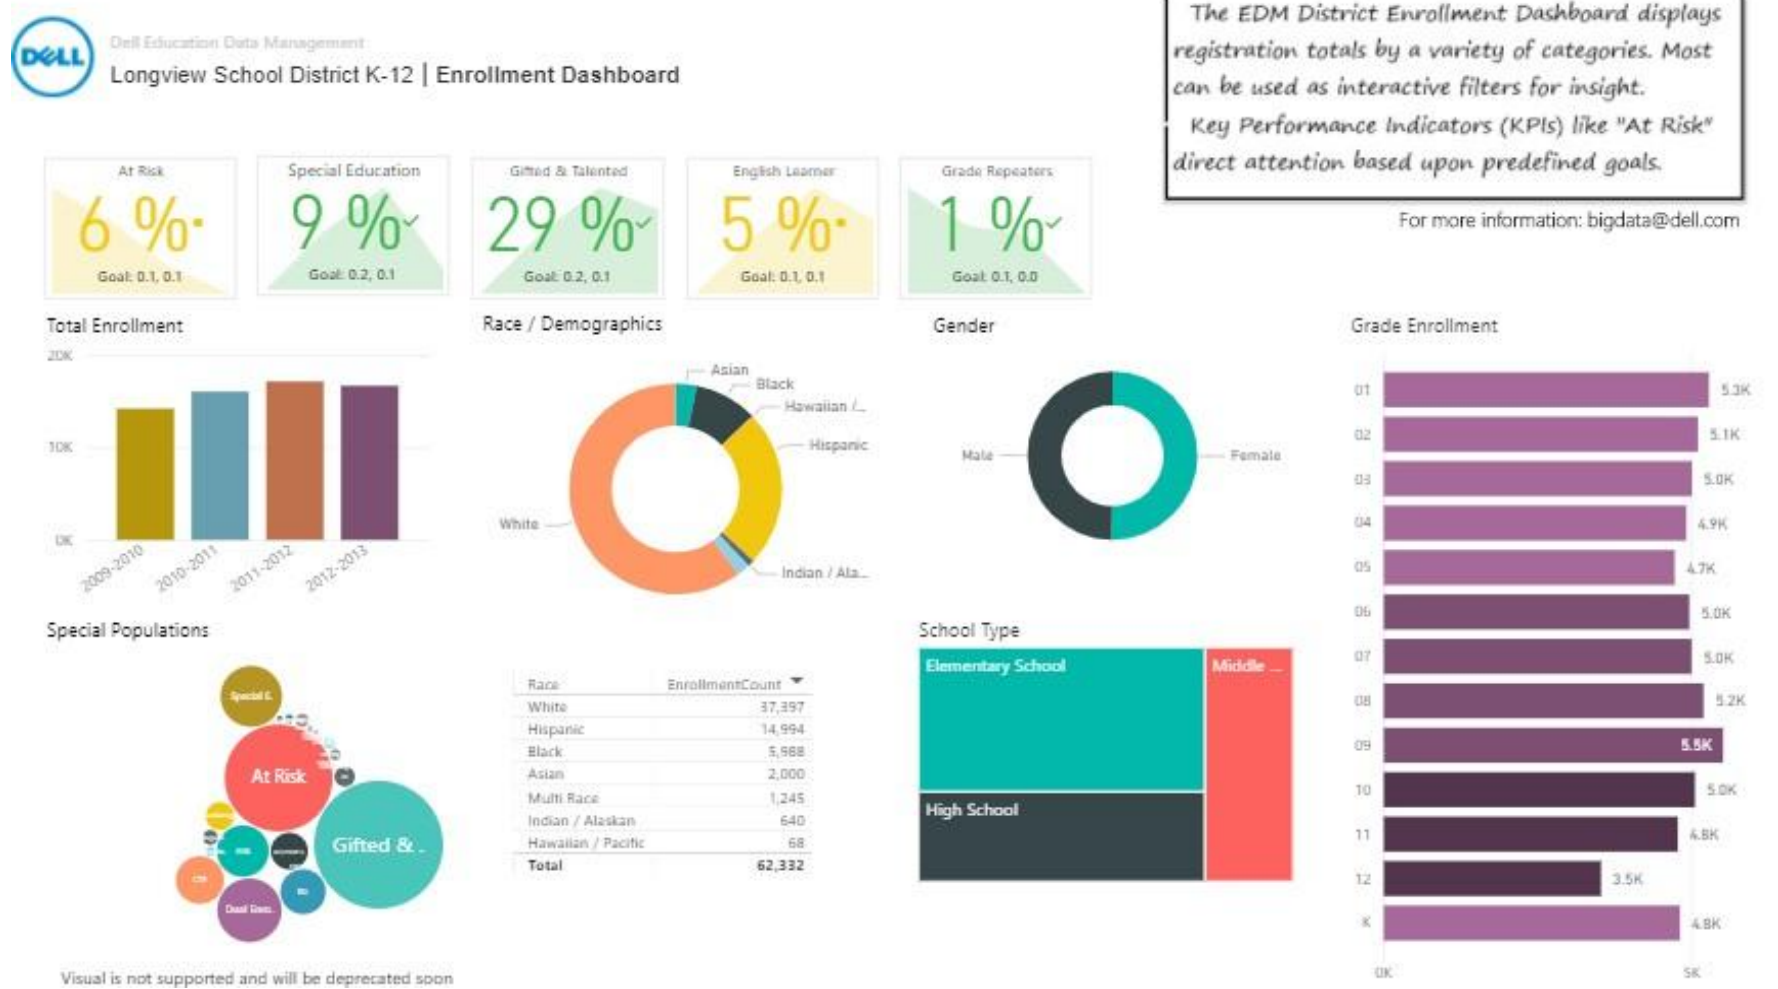 DELL
Dell Education Data Management
Longview School District K-12 | Enrollment Dashboard
The EDM District Enrollment Dashboard displays
registration totals by a variety of categories. Most
can be used as interactive filters for insight.
Key Performance Indicators (KPIs) like "At Risk"
direct attention based upon predefined goals.
For more information: bigdata@dell.com
At Risk
6 %
Goal: 0.1, 0.1
Special Education
9 %
Goal: 0.2, 0.1
Gifted & Talented
29 %
Goal: 0.2, 0.1
English Learner
5 %
Goal: 0.1, 0.1
Grade Repeaters
1 %
Goal: 0.1, 0.0
Total Enrollment
20K
10K
0K
2009-2010
2010-2011
2011-2012
2012-2013
Race / Demographics
Asian
Black
Hawaiian /...
Hispanic
White
Indian / Ala...
Gender
Male
Female
Grade Enrollment
01 5.3K
02 5.1K
03 5.0K
04 4.9K
05 4.7K
06 5.0K
07 5.0K
08 5.2K
09 5.5K
10 5.0K
11 4.8K
12 3.5K
K 4.8K
0K 5K
Special Populations
Special E.
At Risk
Gifted & .
Visual is not supported and will be deprecated soon
Race EnrollmentCount
White 37,397
Hispanic 14,994
Black 5,988
Asian 2,000
Multi Race 1,245
Indian / Alaskan 640
Hawaiian / Pacific 68
Total 62,332
School Type
Elementary School
Middle ...
High School